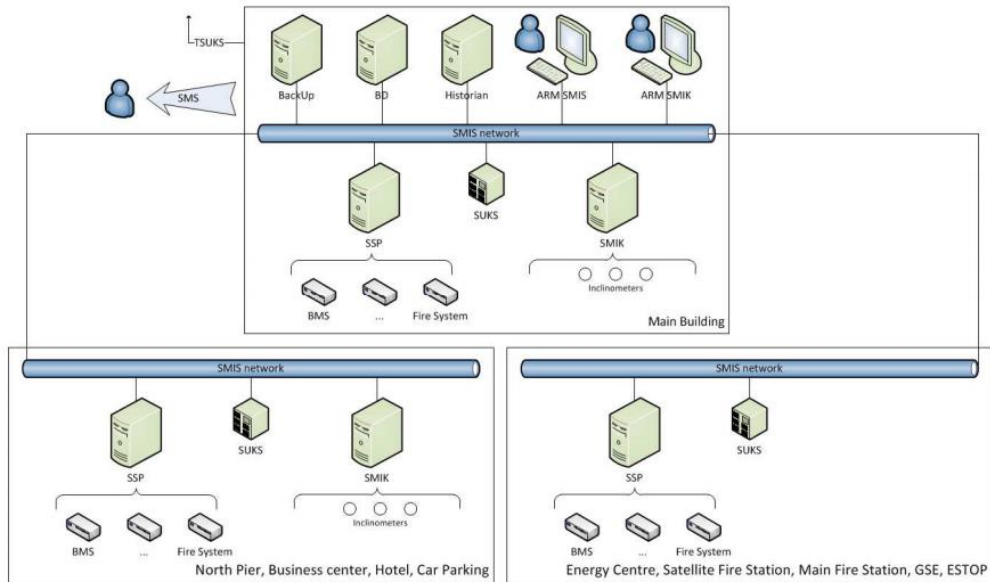 TSUKS
SMS
BackUp
BD
Historian
ARM SMIS
ARM SMIK
SMIS network
SSP
SUKS
SMIK
BMS
...
Fire System
Inclinometers
Main Building
SMIS network
SSP
SUKS
SMIK
BMS
...
Fire System
Inclinometers
North Pier, Business center, Hotel, Car Parking
SMIS network
SSP
SUKS
BMS
...
Fire System
Energy Centre, Satellite Fire Station, Main Fire Station, GSE, ESTOP